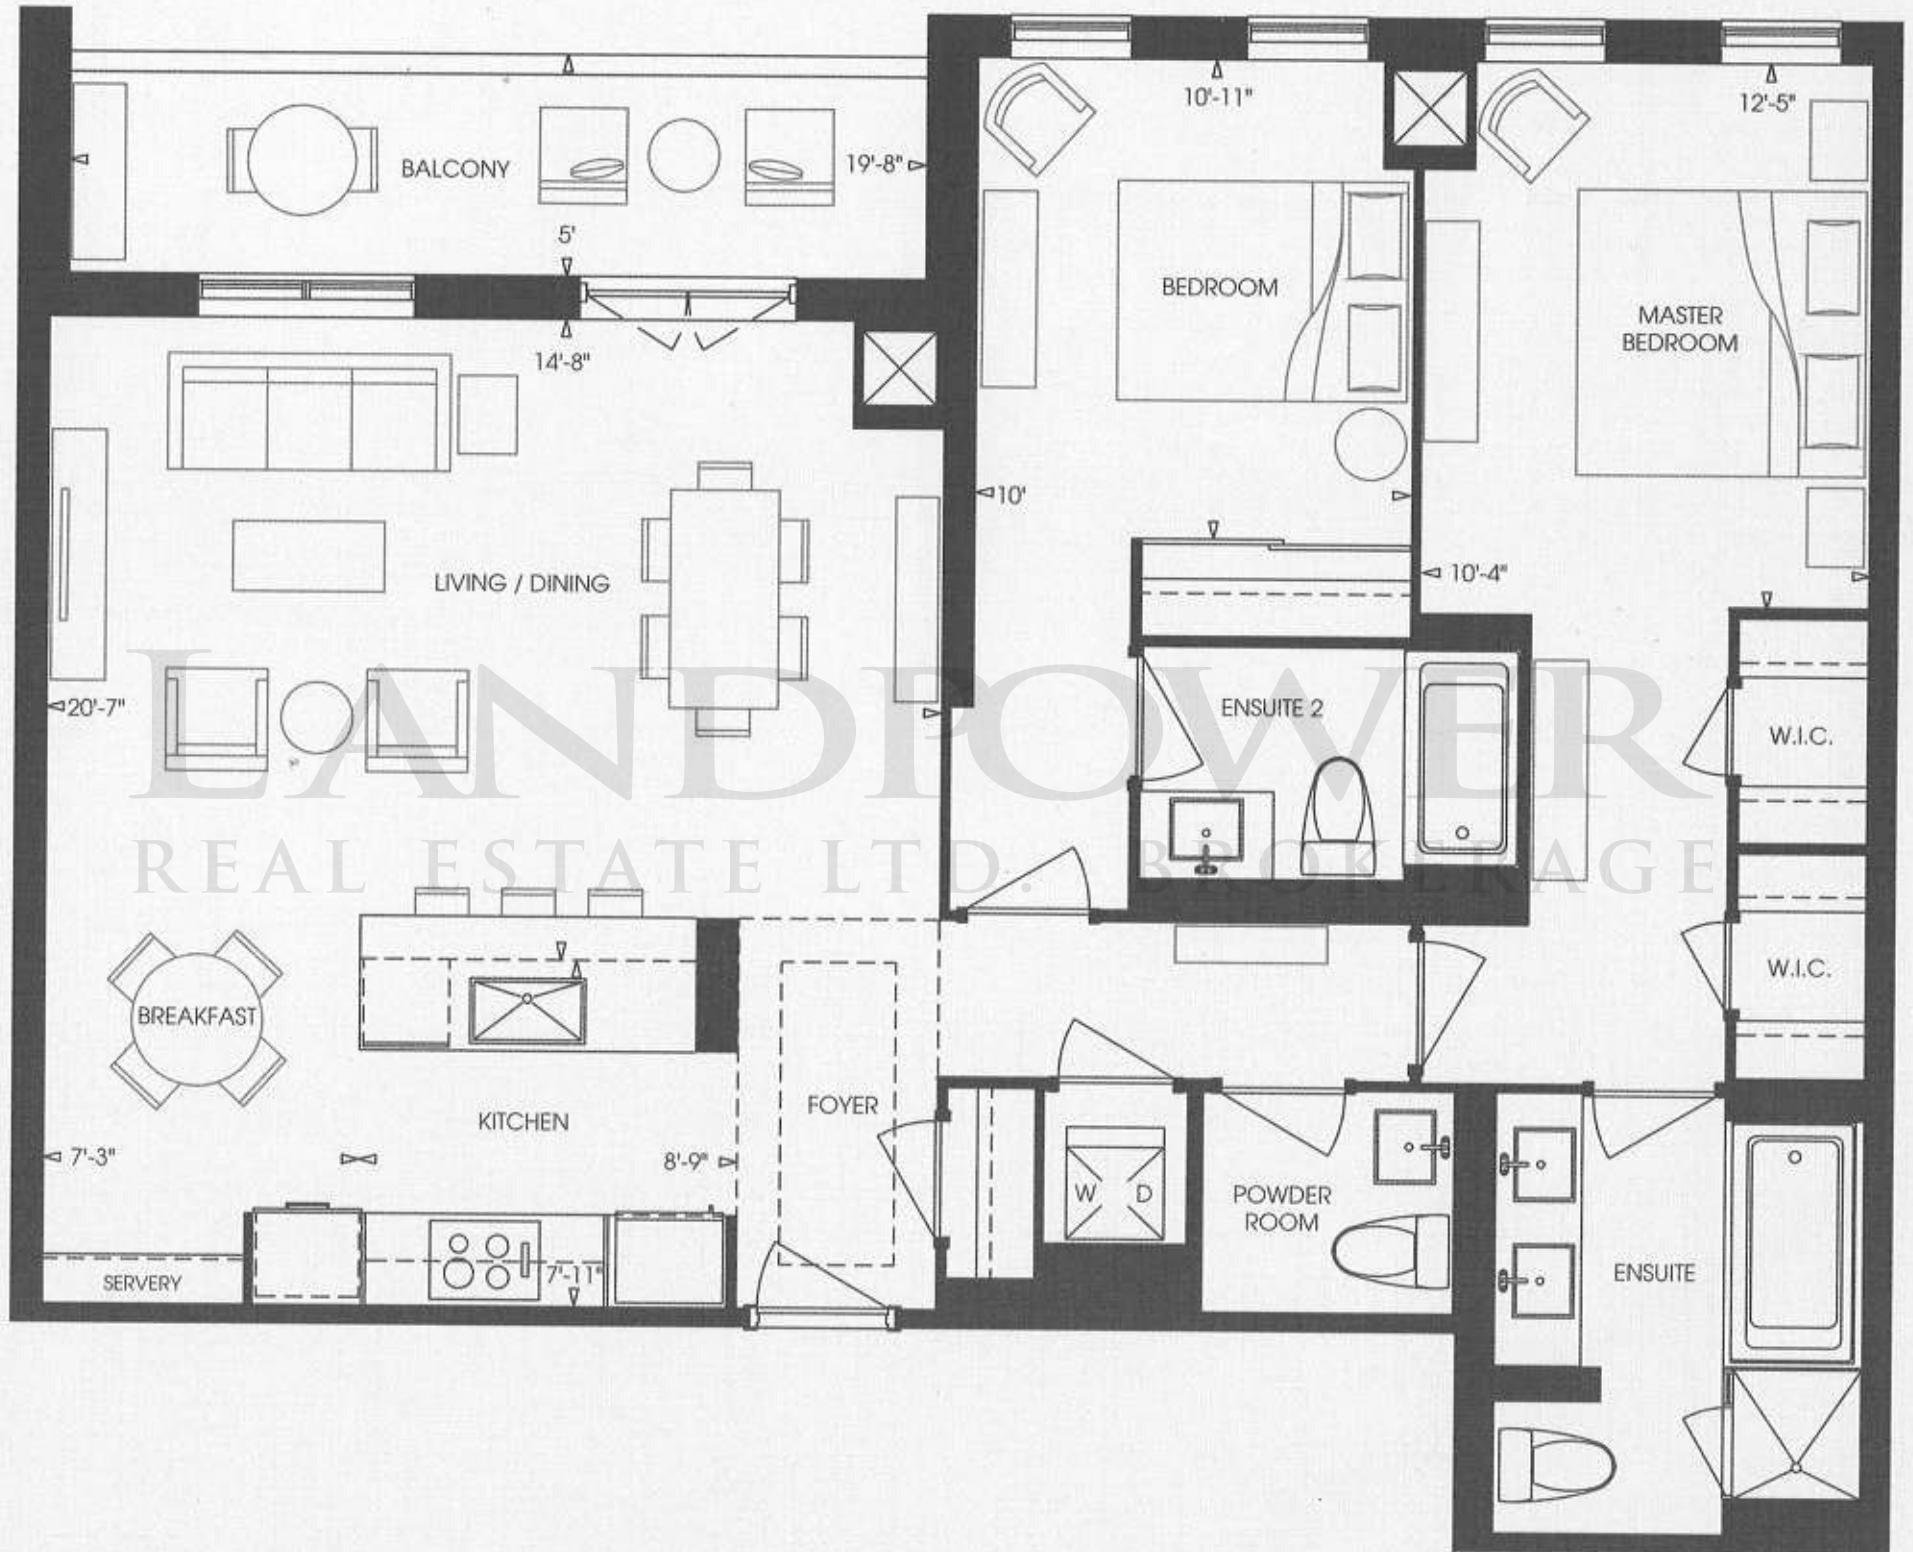 10'-11"
12'-5"
BALCONY
19'-8"
5'
BEDROOM
MASTER
BEDROOM
14'-8"
10'
LIVING / DINING
10'-4"
20'-7"
ENSUITE 2
W.I.C.
LANDPOWER
REAL ESTATE LTD. BROKERAGE
W.I.C.
BREAKFAST
KITCHEN
FOYER
7'-3"
8'-9"
W D
POWDER
ROOM
SERVERY
7'-11"
ENSUITE